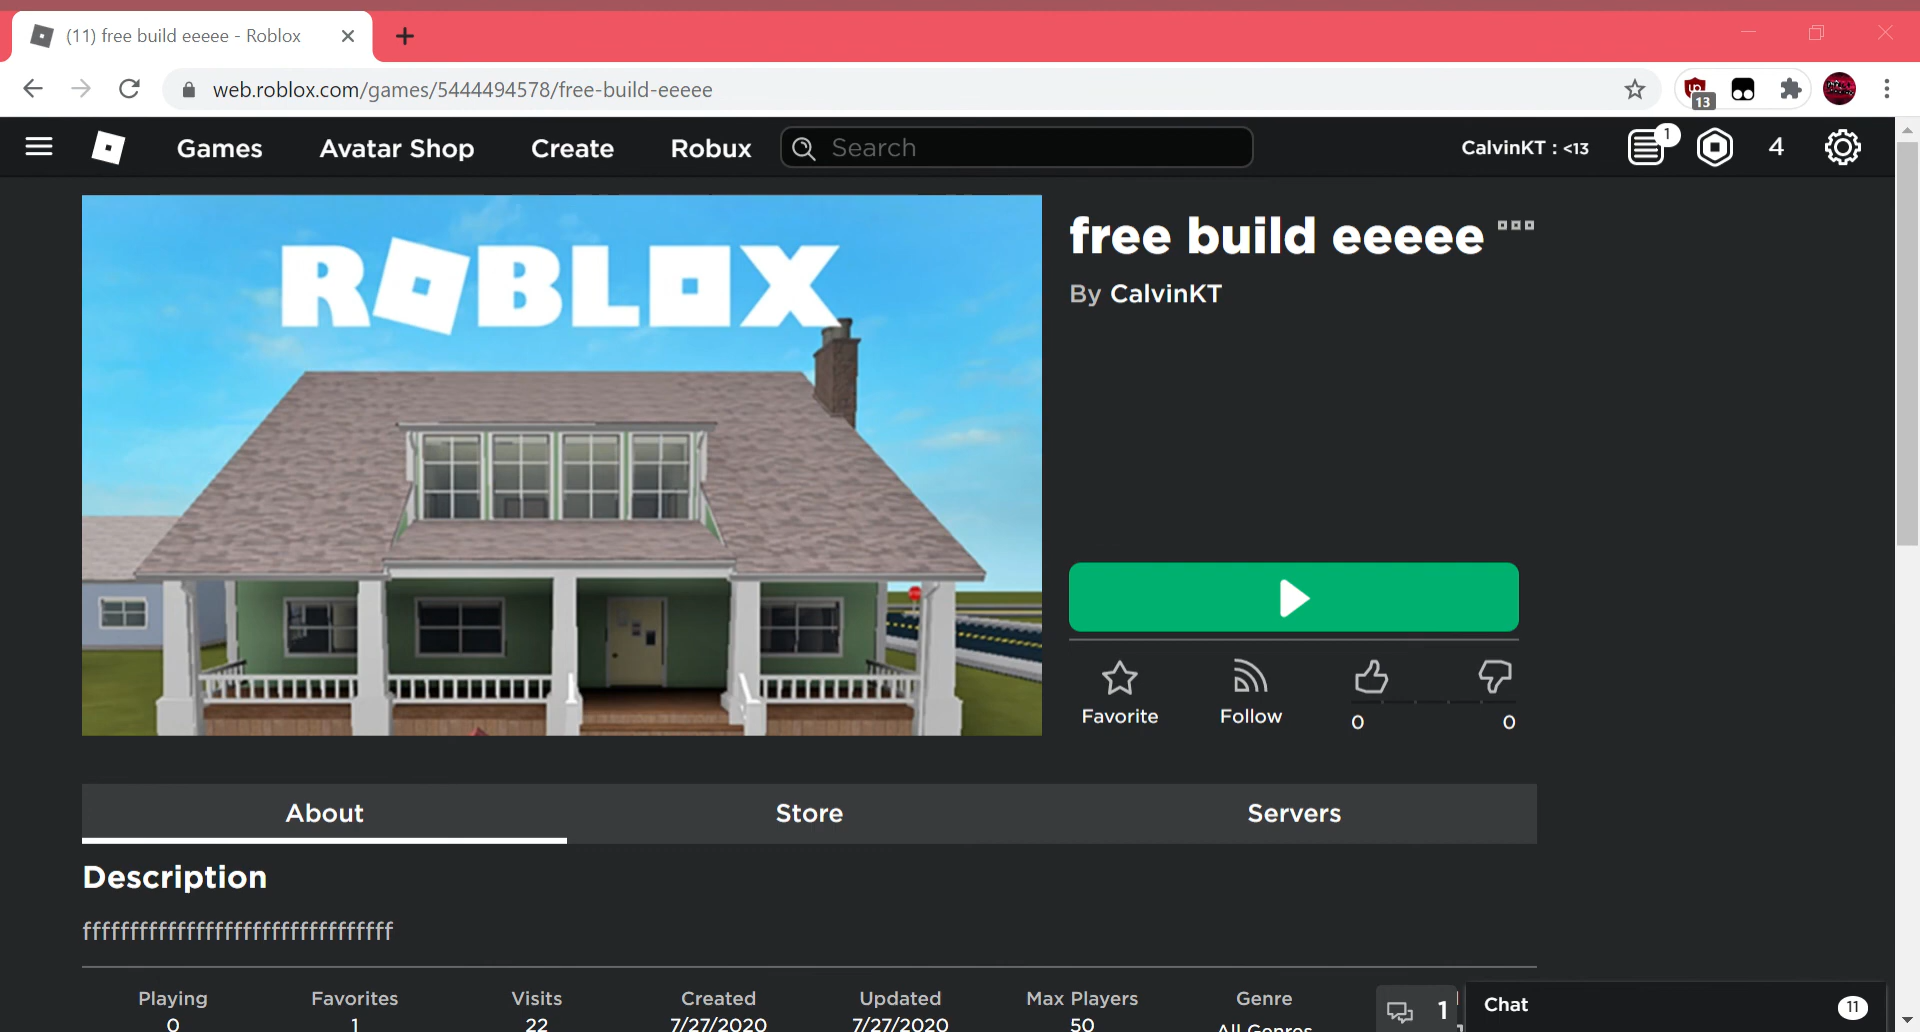 (11) free build eeeee - Roblox
web.roblox.com/games/5444494578/free-build-eeeee
13
Games Avatar Shop Create Robux Search CalvinKT : <13 1 4
ROBLOX
free build eeeee
By CalvinKT
Favorite Follow 0 0
About Store Servers
Description
ffffffffffffffffffffffffffffffffffffff
Playing Favorites Visits Created Updated Max Players Genre
0 1 22 7/27/2020 7/27/2020 50 All Genres
1 Chat 11